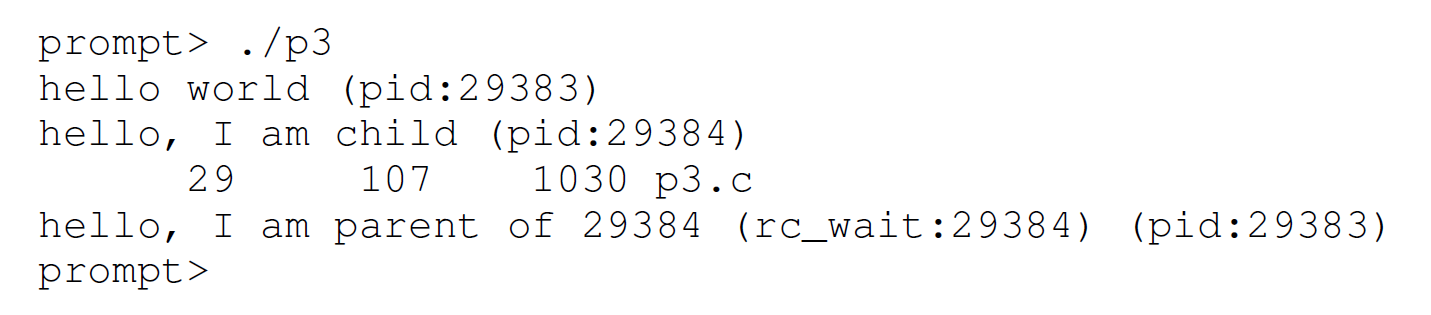 prompt> ./p3
hello world (pid:29383)
hello, I am child (pid:29384)
      29     107    1030 p3.c
hello, I am parent of 29384 (rc_wait:29384) (pid:29383)
prompt>